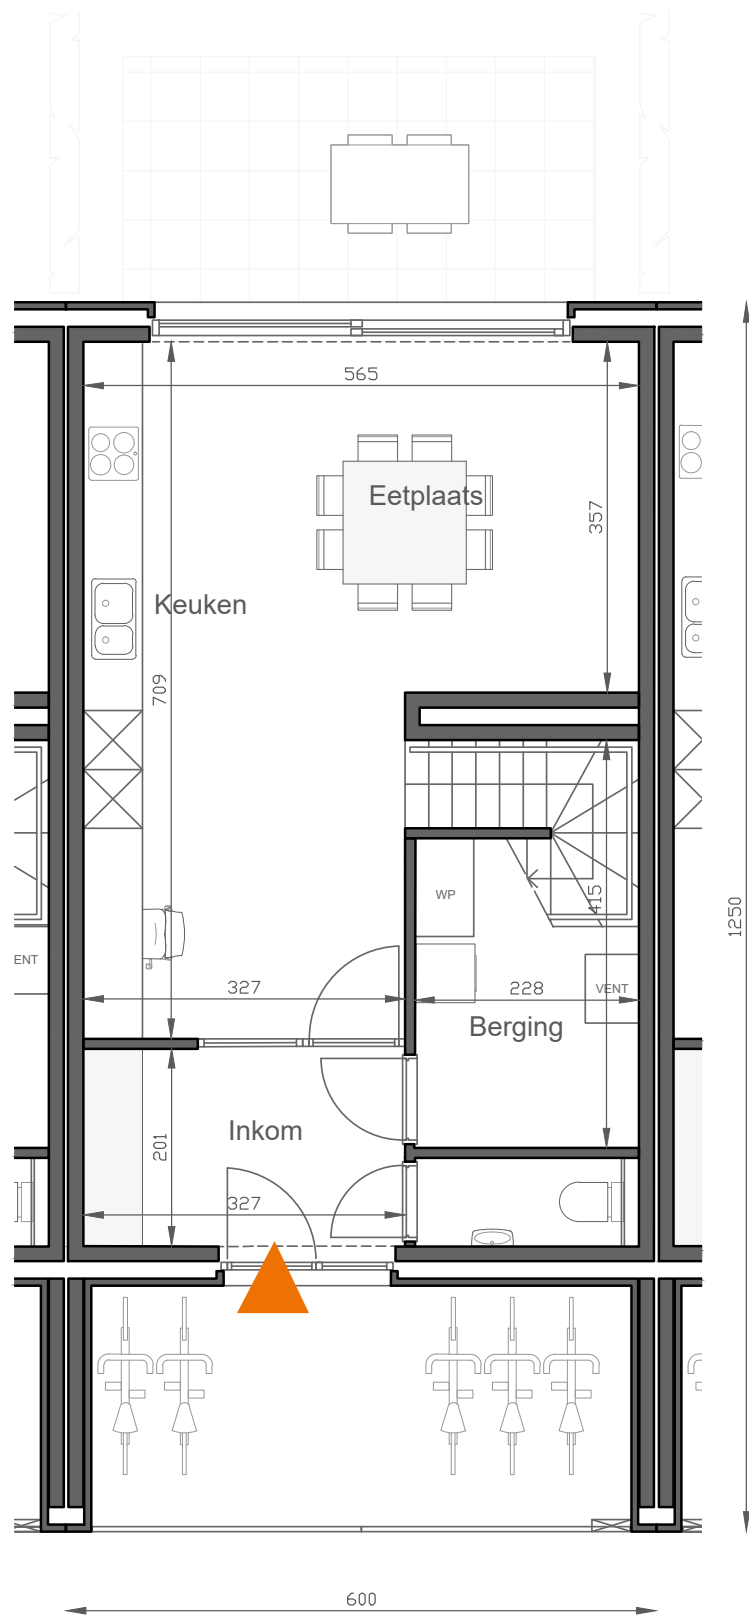 565
Eetplaats
357
Keuken
709
WP
415
1250
ENT
327
228
VENT
Berging
Inkom
201
327
600